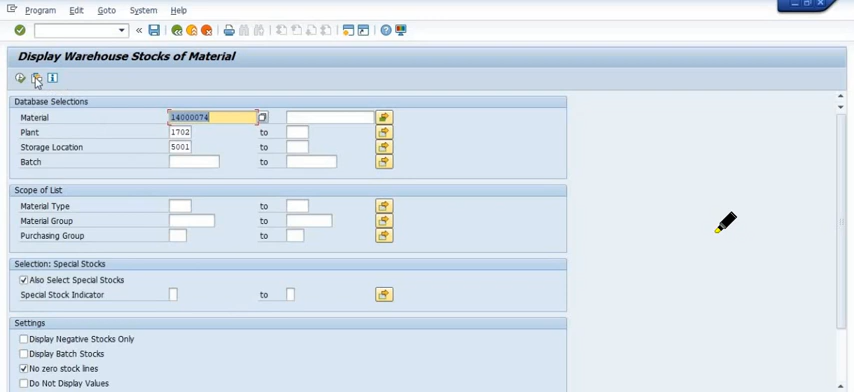 Program Edit Goto System Help
Display Warehouse Stocks of Material
Database Selections
Material 14000074
Plant 1702 to
Storage Location 5001 to
Batch to
Scope of List
Material Type to
Material Group to
Purchasing Group to
Selection: Special Stocks
Also Select Special Stocks
Special Stock Indicator to
Settings
Display Negative Stocks Only
Display Batch Stocks
No zero stock lines
Do Not Display Values